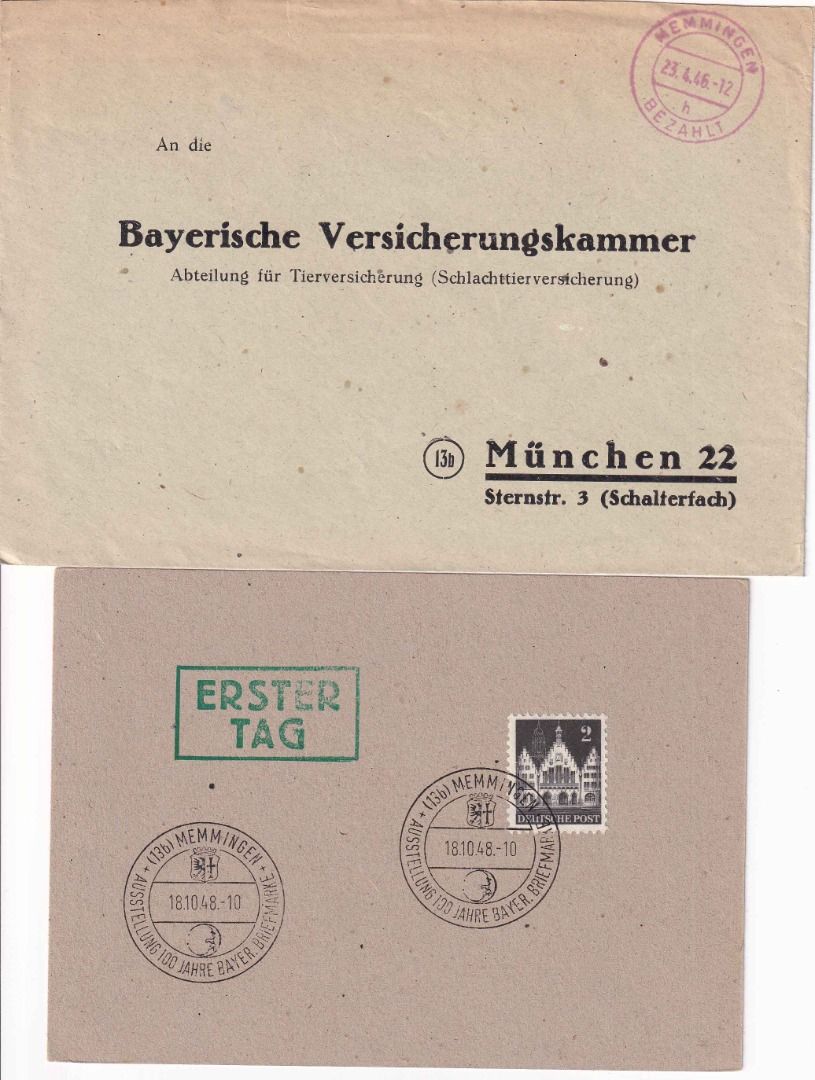 MEMMINGEN
23.4.46.-12
h
BEZAHLT
An die
Bayerische Versicherungskammer
Abteilung für Tierversicherung (Schlachttierversicherung)
13b München 22
Sternstr. 3 (Schalterfach)
ERSTER
TAG
2
DEUTSCHE POST
+ (13b) MEMMINGEN +
18.10.48.-10
AUSSTELLUNG 100 JAHRE BAYER. BRIEFMARKE
+ (13b) MEMMINGEN +
18.10.48.-10
AUSSTELLUNG 100 JAHRE BAYER. BRIEFMARKE